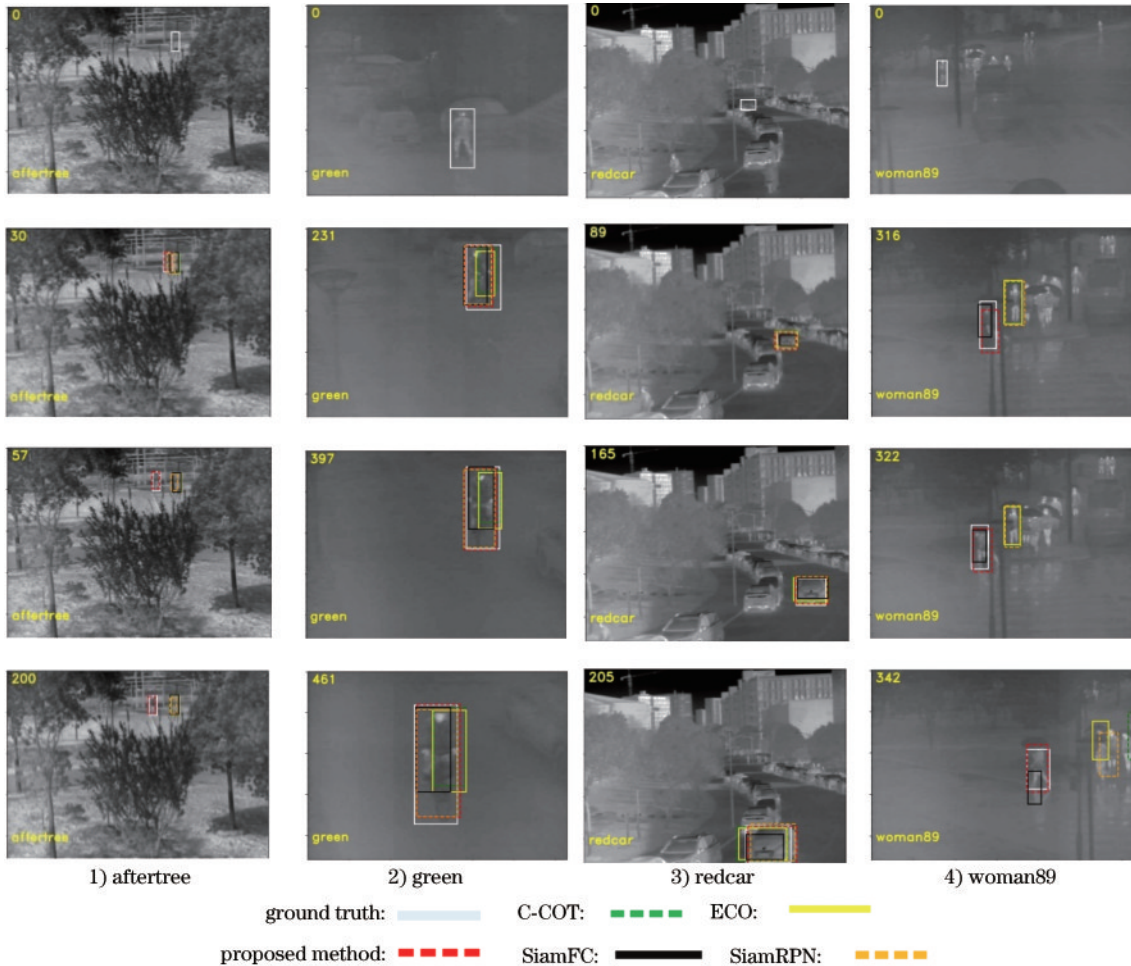 0 0 0 0
aftertree green redcar woman89
30 231 89 316
aftertree green redcar woman89
57 397 165 322
aftertree green redcar woman89
200 461 205 342
aftertree green redcar woman89
1) aftertree 2) green 3) redcar 4) woman89
ground truth: C-COT: ECO:
proposed method: SiamFC: SiamRPN: